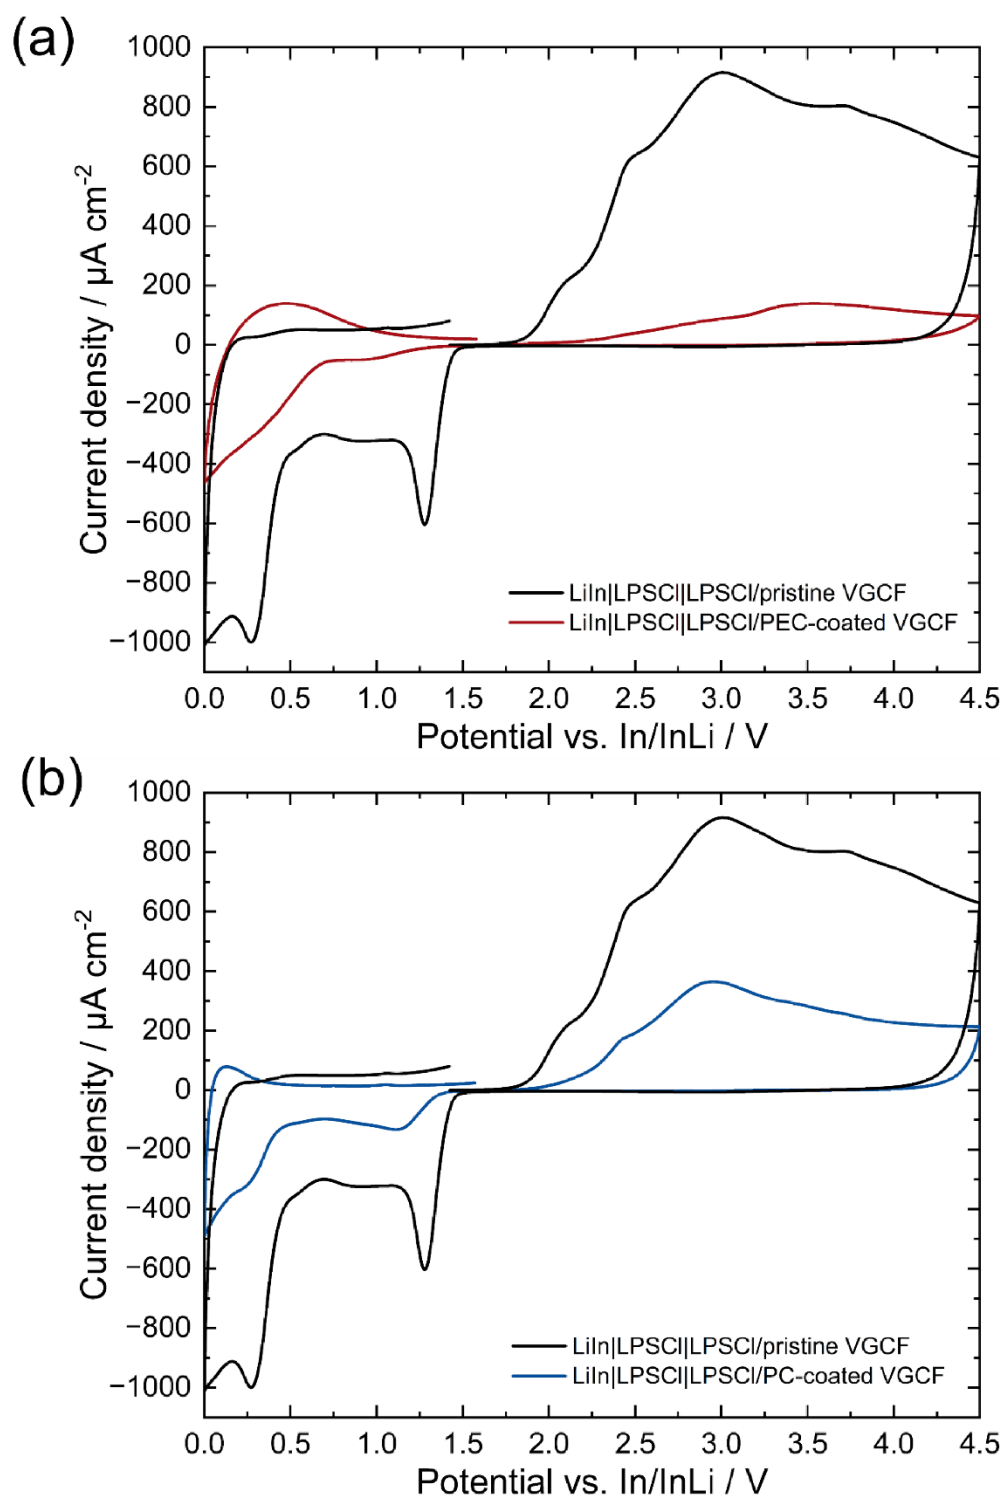 (a)
1000
800
600
400
200
0
−200
−400
−600
−800
−1000
Current density / µA cm-2
LiIn|LPSCl||LPSCl/pristine VGCF
LiIn|LPSCl||LPSCl/PEC-coated VGCF
0.0 0.5 1.0 1.5 2.0 2.5 3.0 3.5 4.0 4.5
Potential vs. In/InLi / V
(b)
1000
800
600
400
200
0
−200
−400
−600
−800
−1000
Current density / µA cm-2
LiIn|LPSCl||LPSCl/pristine VGCF
LiIn|LPSCl||LPSCl/PC-coated VGCF
0.0 0.5 1.0 1.5 2.0 2.5 3.0 3.5 4.0 4.5
Potential vs. In/InLi / V